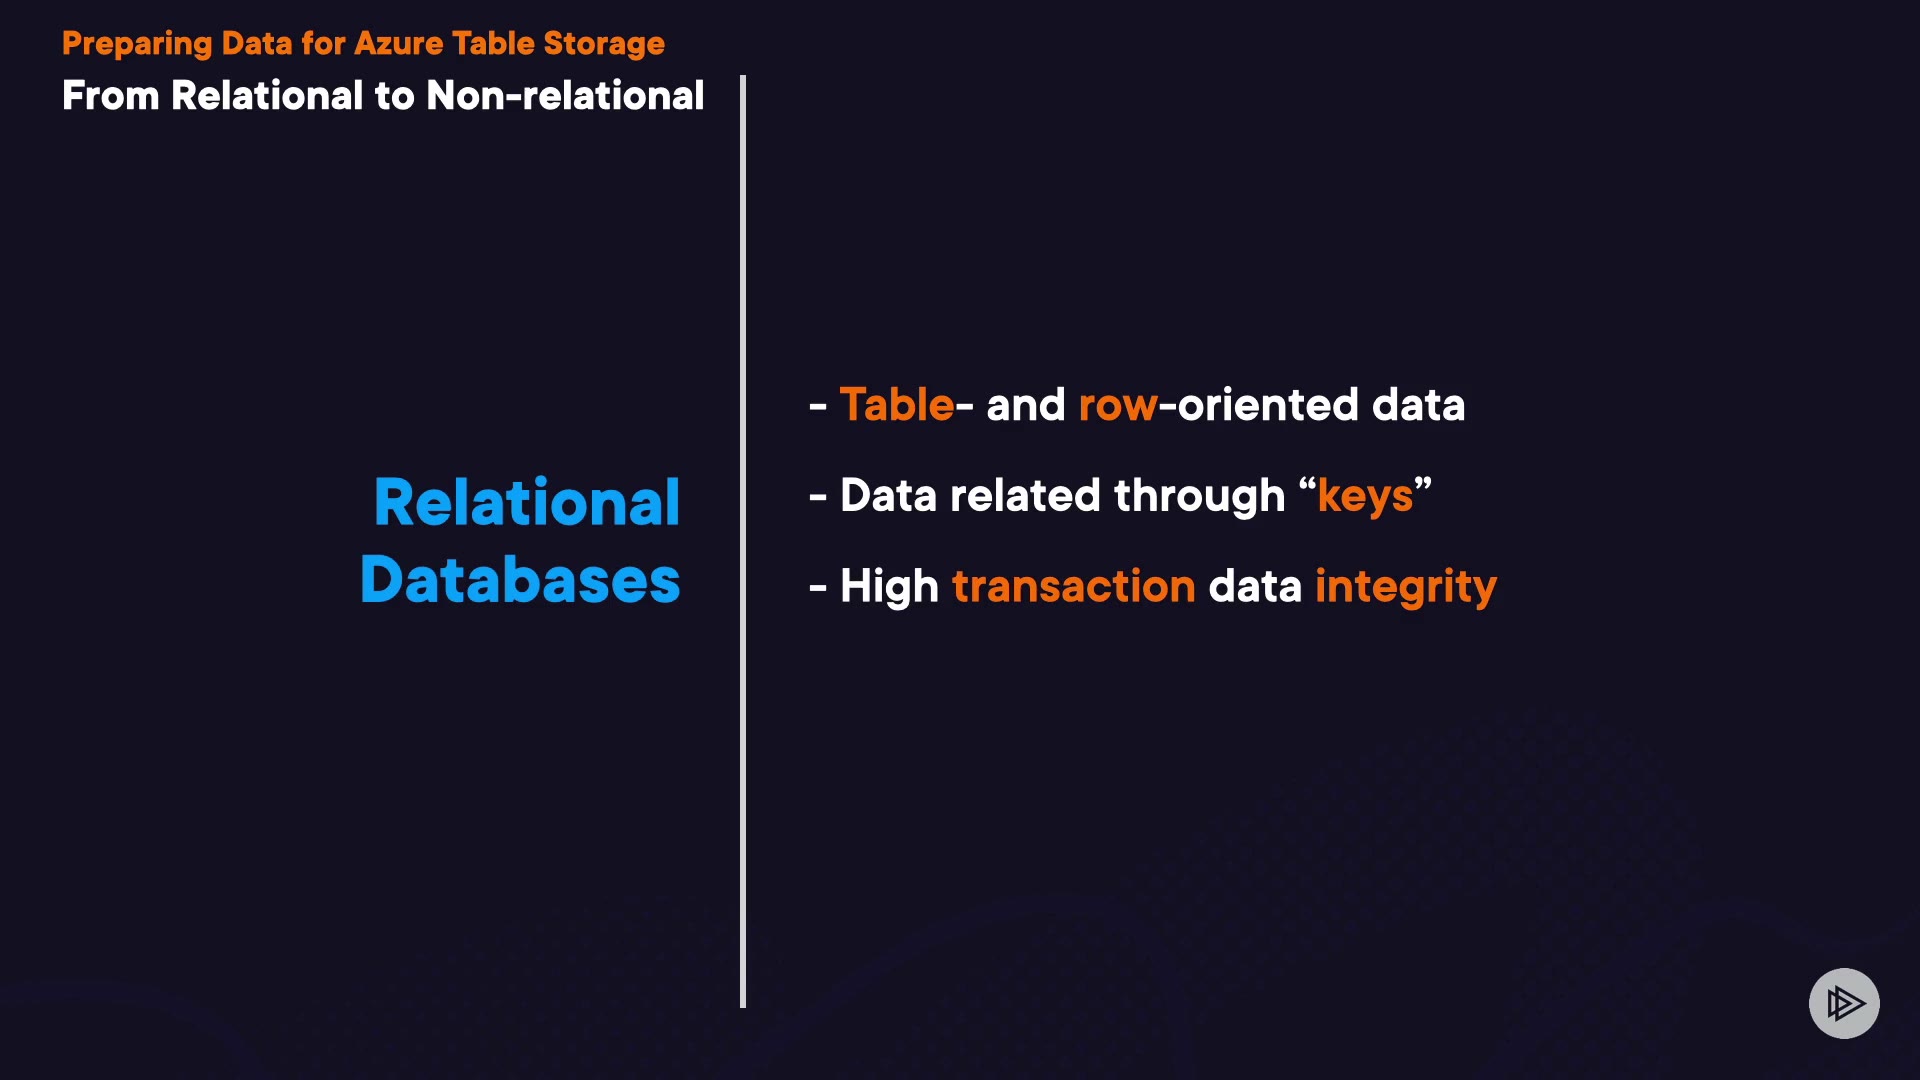 Preparing Data for Azure Table Storage
From Relational to Non-relational
Relational
Databases
- Table- and row-oriented data
- Data related through “keys”
- High transaction data integrity